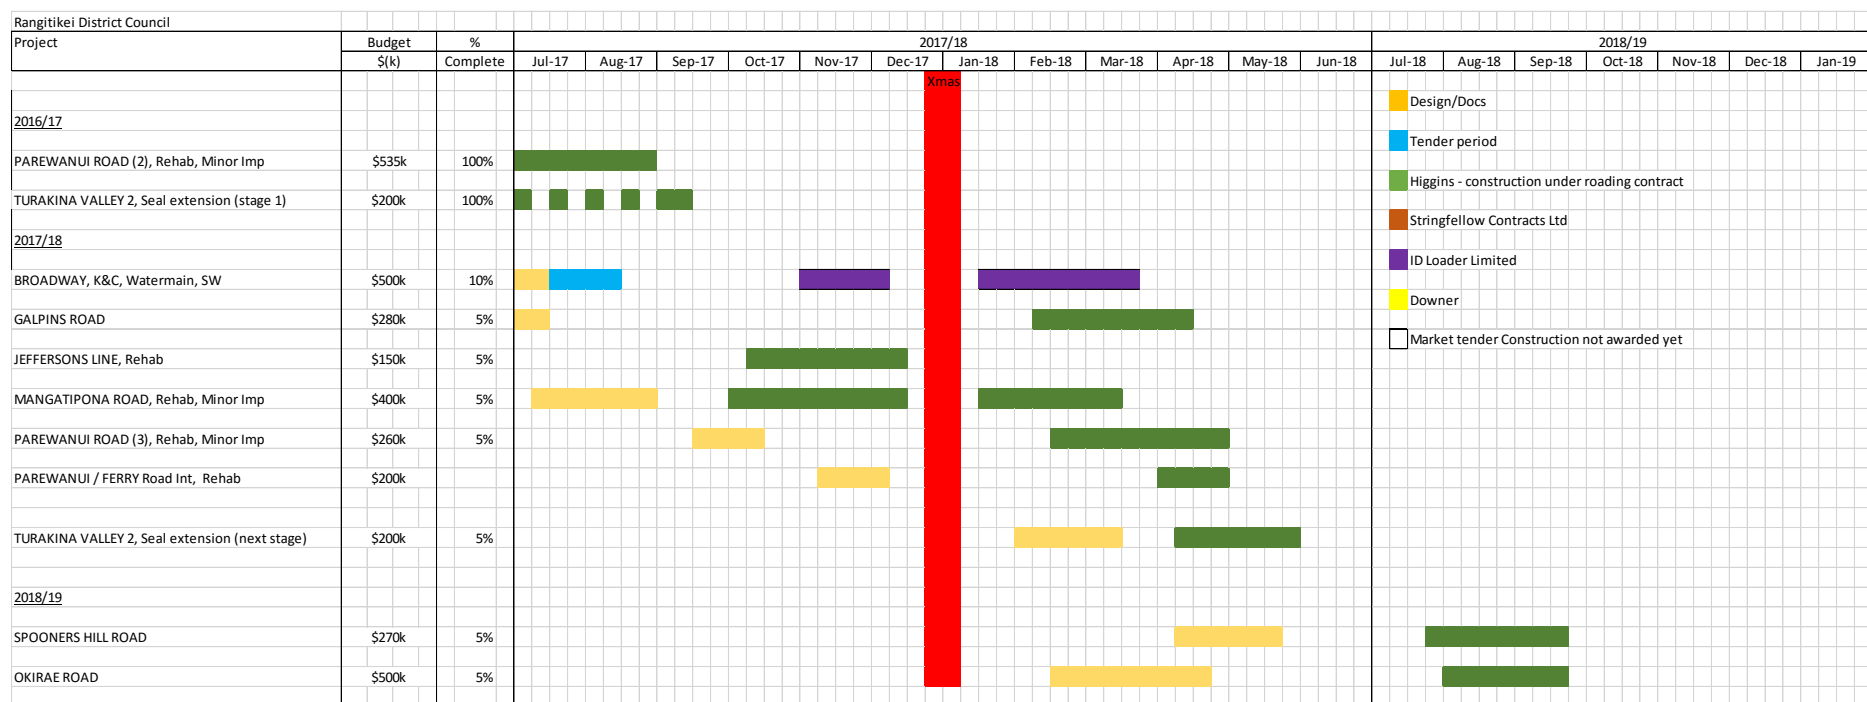 Rangitikei District Council
Project Budget % 2017/18 2018/19
$(k) Complete Jul-17 Aug-17 Sep-17 Oct-17 Nov-17 Dec-17 Jan-18 Feb-18 Mar-18 Apr-18 May-18 Jun-18 Jul-18 Aug-18 Sep-18 Oct-18 Nov-18 Dec-18 Jan-19
Xmas
Design/Docs
2016/17
Tender period
PAREWANUI ROAD (2), Rehab, Minor Imp $535k 100%
Higgins - construction under roading contract
TURAKINA VALLEY 2, Seal extension (stage 1) $200k 100%
Stringfellow Contracts Ltd
2017/18
ID Loader Limited
BROADWAY, K&C, Watermain, SW $500k 10%
Downer
GALPINS ROAD $280k 5%
Market tender Construction not awarded yet
JEFFERSONS LINE, Rehab $150k 5%
MANGATIPONA ROAD, Rehab, Minor Imp $400k 5%
PAREWANUI ROAD (3), Rehab, Minor Imp $260k 5%
PAREWANUI / FERRY Road Int, Rehab $200k
TURAKINA VALLEY 2, Seal extension (next stage) $200k 5%
2018/19
SPOONERS HILL ROAD $270k 5%
OKIRAE ROAD $500k 5%